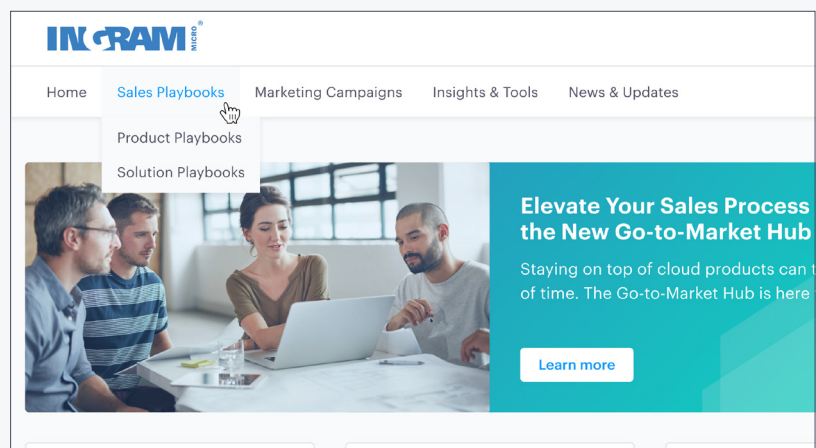 INGRAM MICRO®
Home Sales Playbooks Marketing Campaigns Insights & Tools News & Updates
Product Playbooks
Solution Playbooks
Elevate Your Sales Process
the New Go-to-Market Hub
Staying on top of cloud products can t
of time. The Go-to-Market Hub is here
Learn more